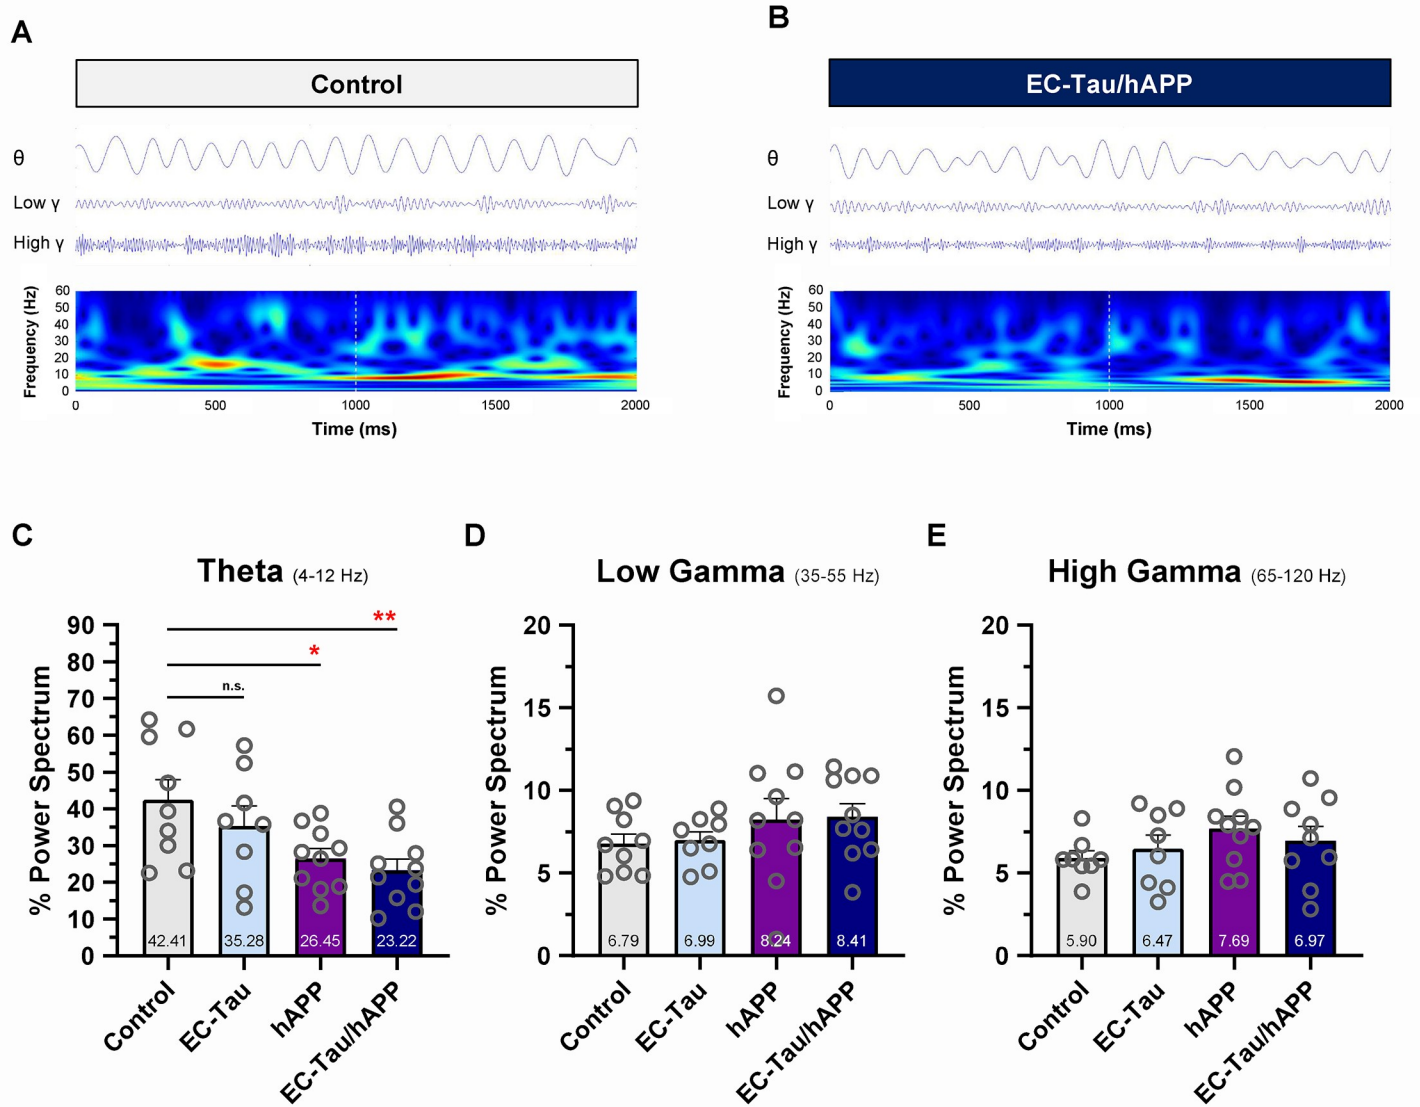 A
B
Control
EC-Tau/hAPP
θ
Low γ
High γ
θ
Low γ
High γ
Frequency (Hz)
60
50
40
30
20
10
0
0 500 1000 1500 2000
Time (ms)
Frequency (Hz)
60
50
40
30
20
10
0
0 500 1000 1500 2000
Time (ms)
C
Theta (4-12 Hz)
% Power Spectrum
90
80
70
60
50
40
30
20
10
0
**
*
n.s.
42.41 35.28 26.45 23.22
Control EC-Tau hAPP EC-Tau/hAPP
D
Low Gamma (35-55 Hz)
% Power Spectrum
20
15
10
5
0
6.79 6.99 8.24 8.41
Control EC-Tau hAPP EC-Tau/hAPP
E
High Gamma (65-120 Hz)
% Power Spectrum
20
15
10
5
0
5.90 6.47 7.69 6.97
Control EC-Tau hAPP EC-Tau/hAPP